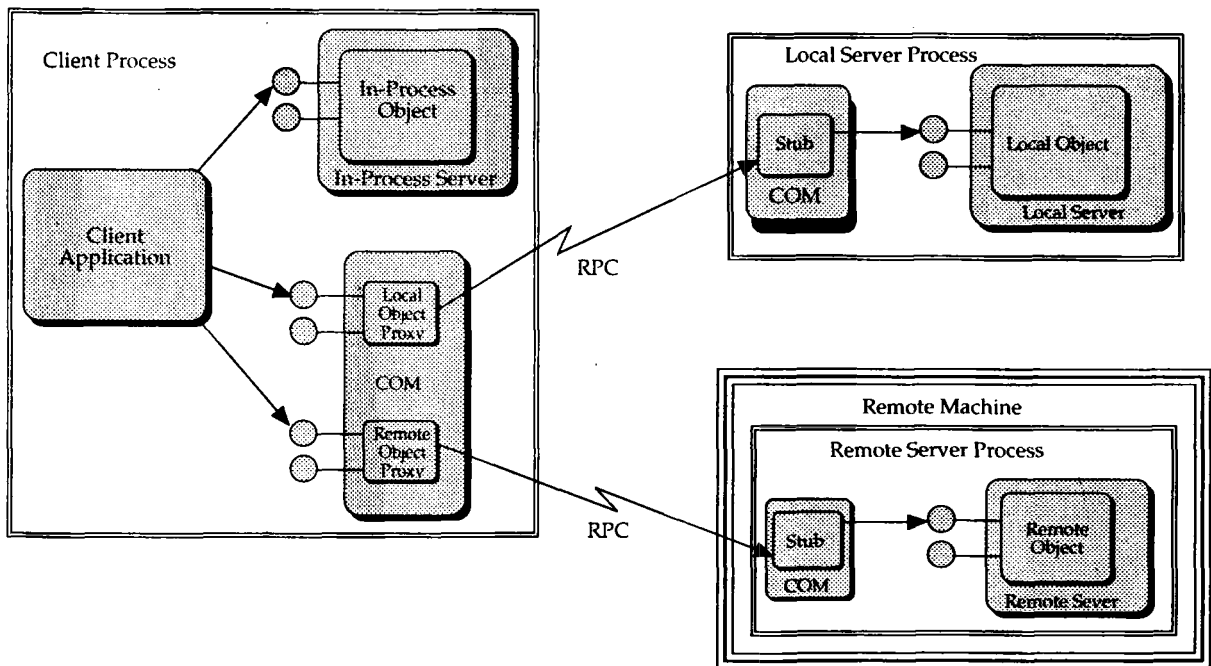 Client Process
In-Process
Object
In-Process Server
Client
Application
Local
Object
Proxy
COM
Remote
Object
Proxy
RPC
RPC
Local Server Process
Stub
COM
Local Object
Local Server
Remote Machine
Remote Server Process
Stub
COM
Remote
Object
Remote Sever